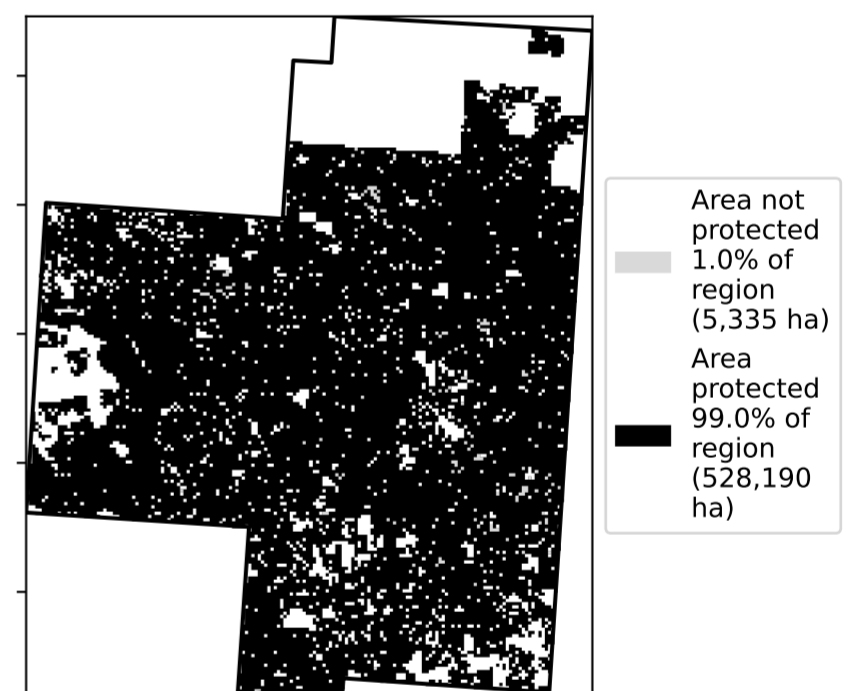 Area not
protected
1.0% of
region
(5,335 ha)
Area
protected
99.0% of
region
(528,190
ha)